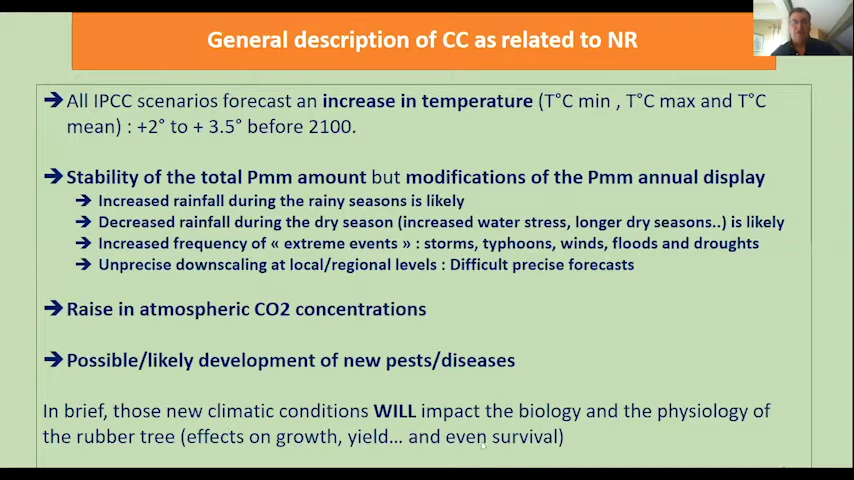 General description of CC as related to NR
➔ All IPCC scenarios forecast an increase in temperature (T°C min , T°C max and T°C
mean) : +2° to + 3.5° before 2100.
➔ Stability of the total Pmm amount but modifications of the Pmm annual display
➔ Increased rainfall during the rainy seasons is likely
➔ Decreased rainfall during the dry season (increased water stress, longer dry seasons..) is likely
➔ Increased frequency of « extreme events » : storms, typhoons, winds, floods and droughts
➔ Unprecise downscaling at local/regional levels : Difficult precise forecasts
➔ Raise in atmospheric CO2 concentrations
➔ Possible/likely development of new pests/diseases
In brief, those new climatic conditions WILL impact the biology and the physiology of
the rubber tree (effects on growth, yield... and even survival)